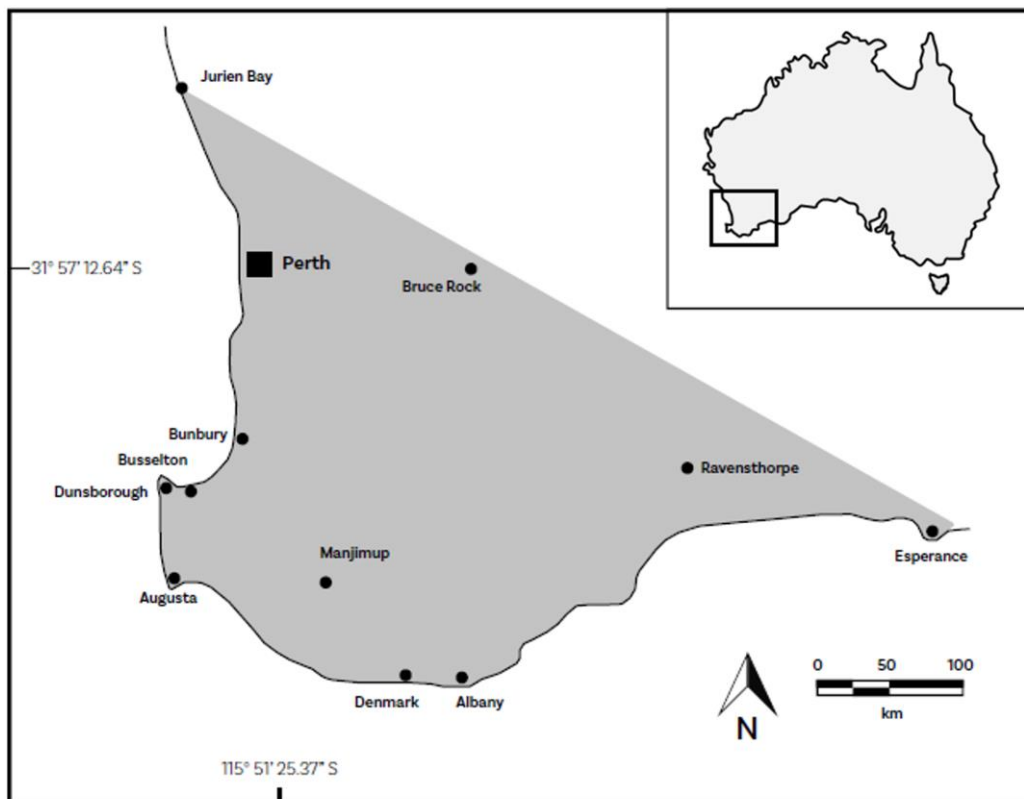 Jurien Bay
31° 57’ 12.64” S
Perth
Bruce Rock
Bunbury
Busselton
Dunsborough
Ravensthorpe
Manjimup
Esperance
Augusta
Denmark
Albany
0 50 100
km
N
115° 51’ 25.37” S